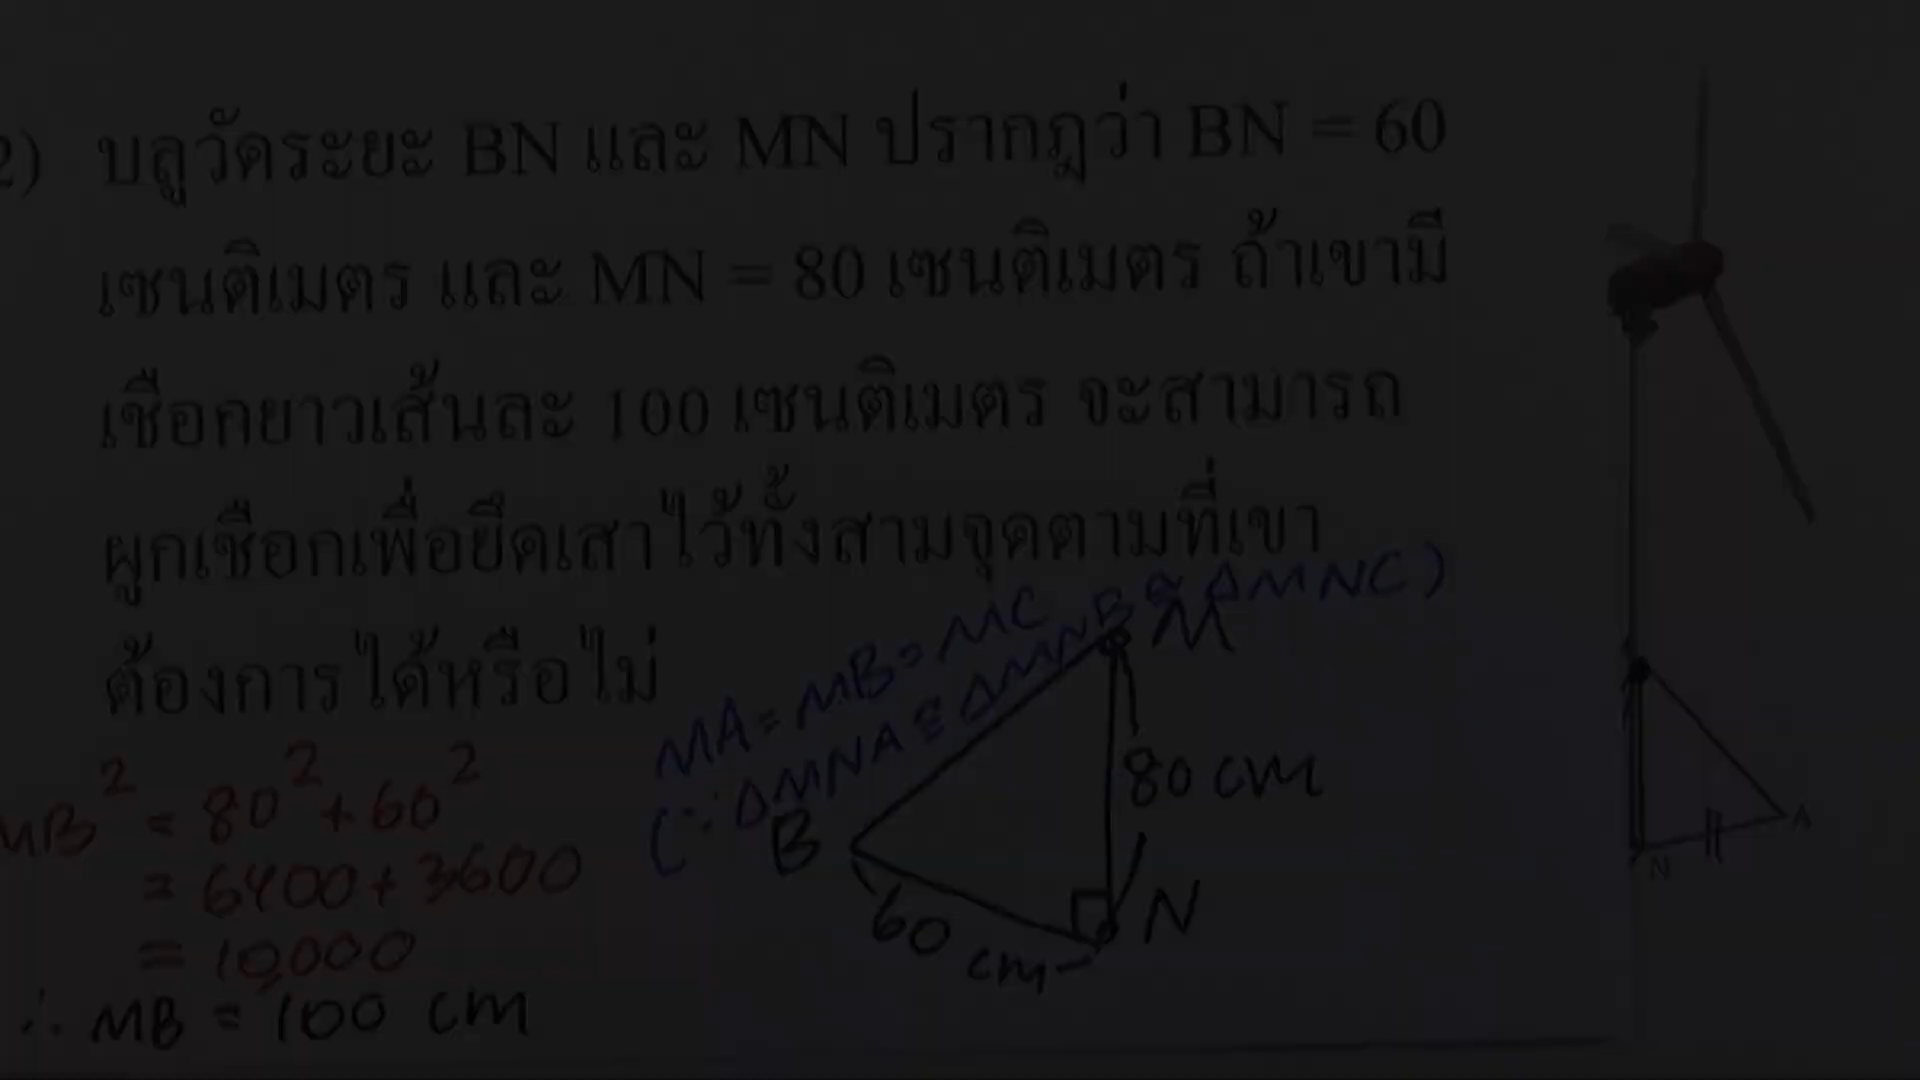 2) บลูวัดระยะ BN และ MN ปรากฏว่า BN = 60
เซนติเมตร และ MN = 80 เซนติเมตร ถ้าเขามี
เชือกยาวเส้นละ 100 เซนติเมตร จะสามารถ
ผูกเชือกเพื่อยึดเสาไว้ทั้งสามจุดตามที่เขา
ต้องการได้หรือไม่
MA = MB = MC
(∵ ΔMNA ≅ ΔMNB ≅ ΔMNC)
M
B
80 cm
60 cm
N
MB² = 80² + 60²
= 6400 + 3600
= 10,000
∴ MB = 100 cm
N
A